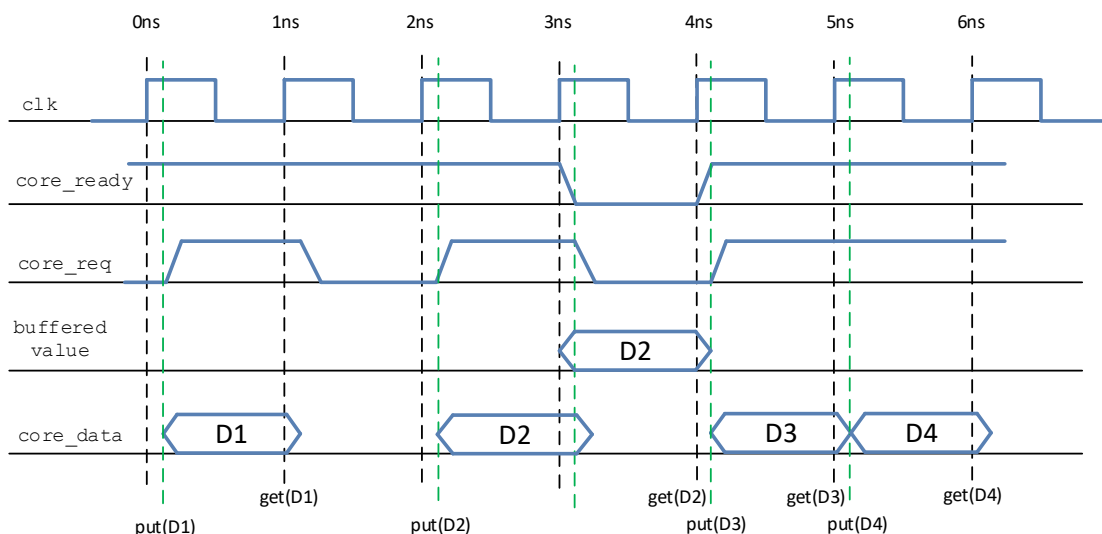 0ns 1ns 2ns 3ns 4ns 5ns 6ns
clk
core_ready
core_req
buffered
value
D2
core_data
D1 D2 D3 D4
get(D1) get(D2) get(D3) get(D4)
put(D1) put(D2) put(D3) put(D4)